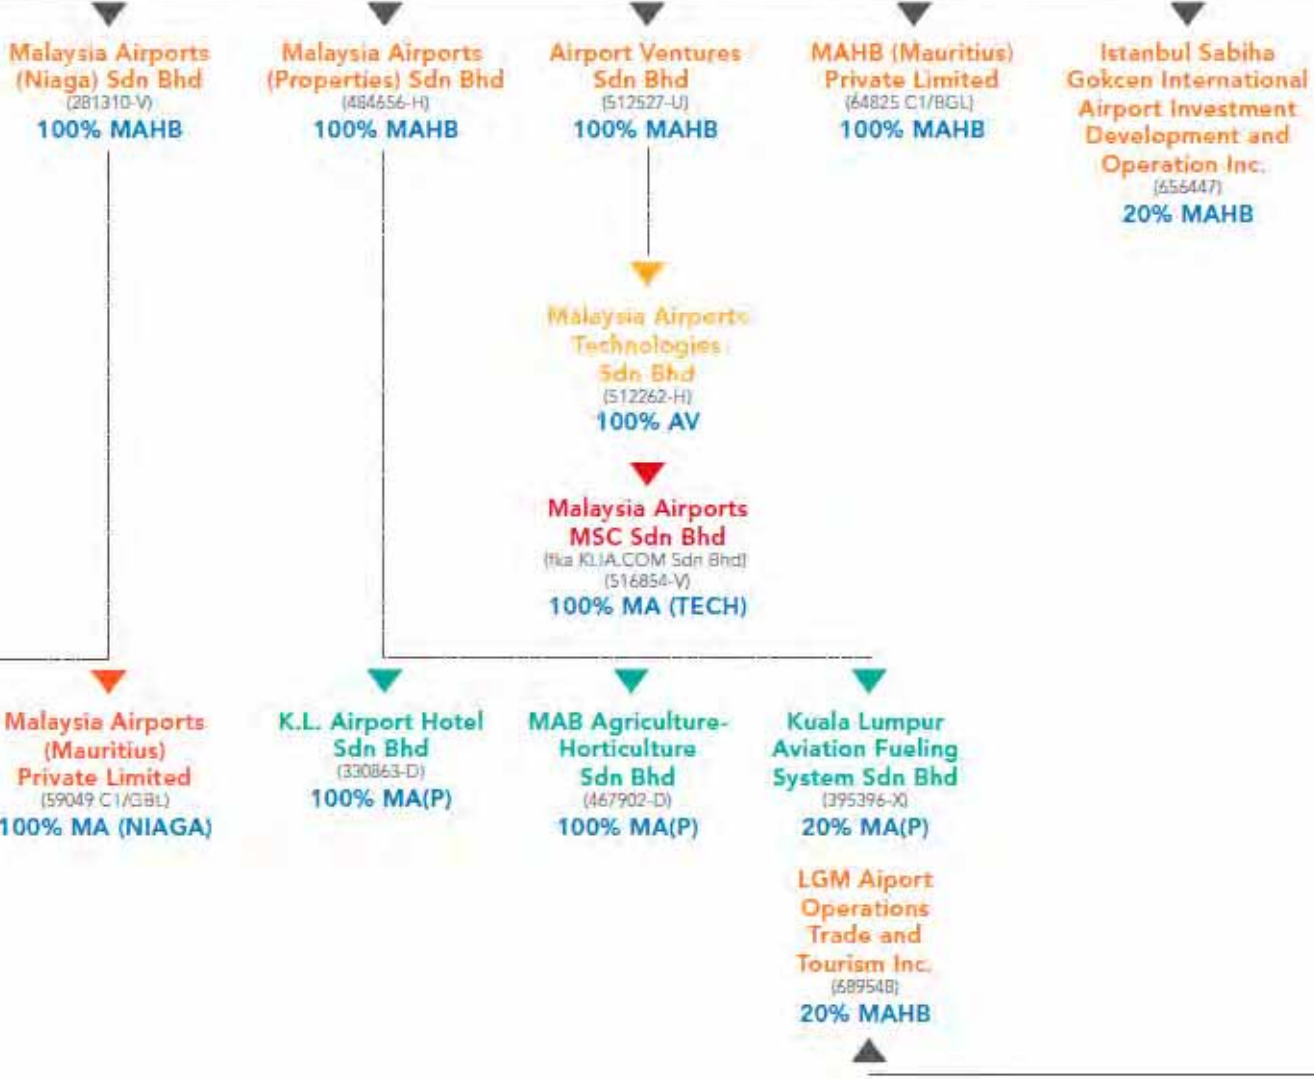 Malaysia Airports
(Niaga) Sdn Bhd
(281310-V)
100% MAHB
Malaysia Airports
(Properties) Sdn Bhd
(484656-H)
100% MAHB
Airport Ventures
Sdn Bhd
(512527-U)
100% MAHB
MAHB (Mauritius)
Private Limited
(64825 C1/BGL)
100% MAHB
Istanbul Sabiha
Gokcen International
Airport Investment
Development and
Operation Inc.
(656447)
20% MAHB
Malaysia Airports
Technologies
Sdn Bhd
(512262-H)
100% AV
Malaysia Airports
MSC Sdn Bhd
(fka KLIA.COM Sdn Bhd)
(516854-V)
100% MA (TECH)
Malaysia Airports
(Mauritius)
Private Limited
(59049 C1/GBL)
100% MA (NIAGA)
K.L. Airport Hotel
Sdn Bhd
(330863-D)
100% MA(P)
MAB Agriculture-
Horticulture
Sdn Bhd
(467902-D)
100% MA(P)
Kuala Lumpur
Aviation Fueling
System Sdn Bhd
(395396-X)
20% MA(P)
LGM Aiport
Operations
Trade and
Tourism Inc.
(689548)
20% MAHB